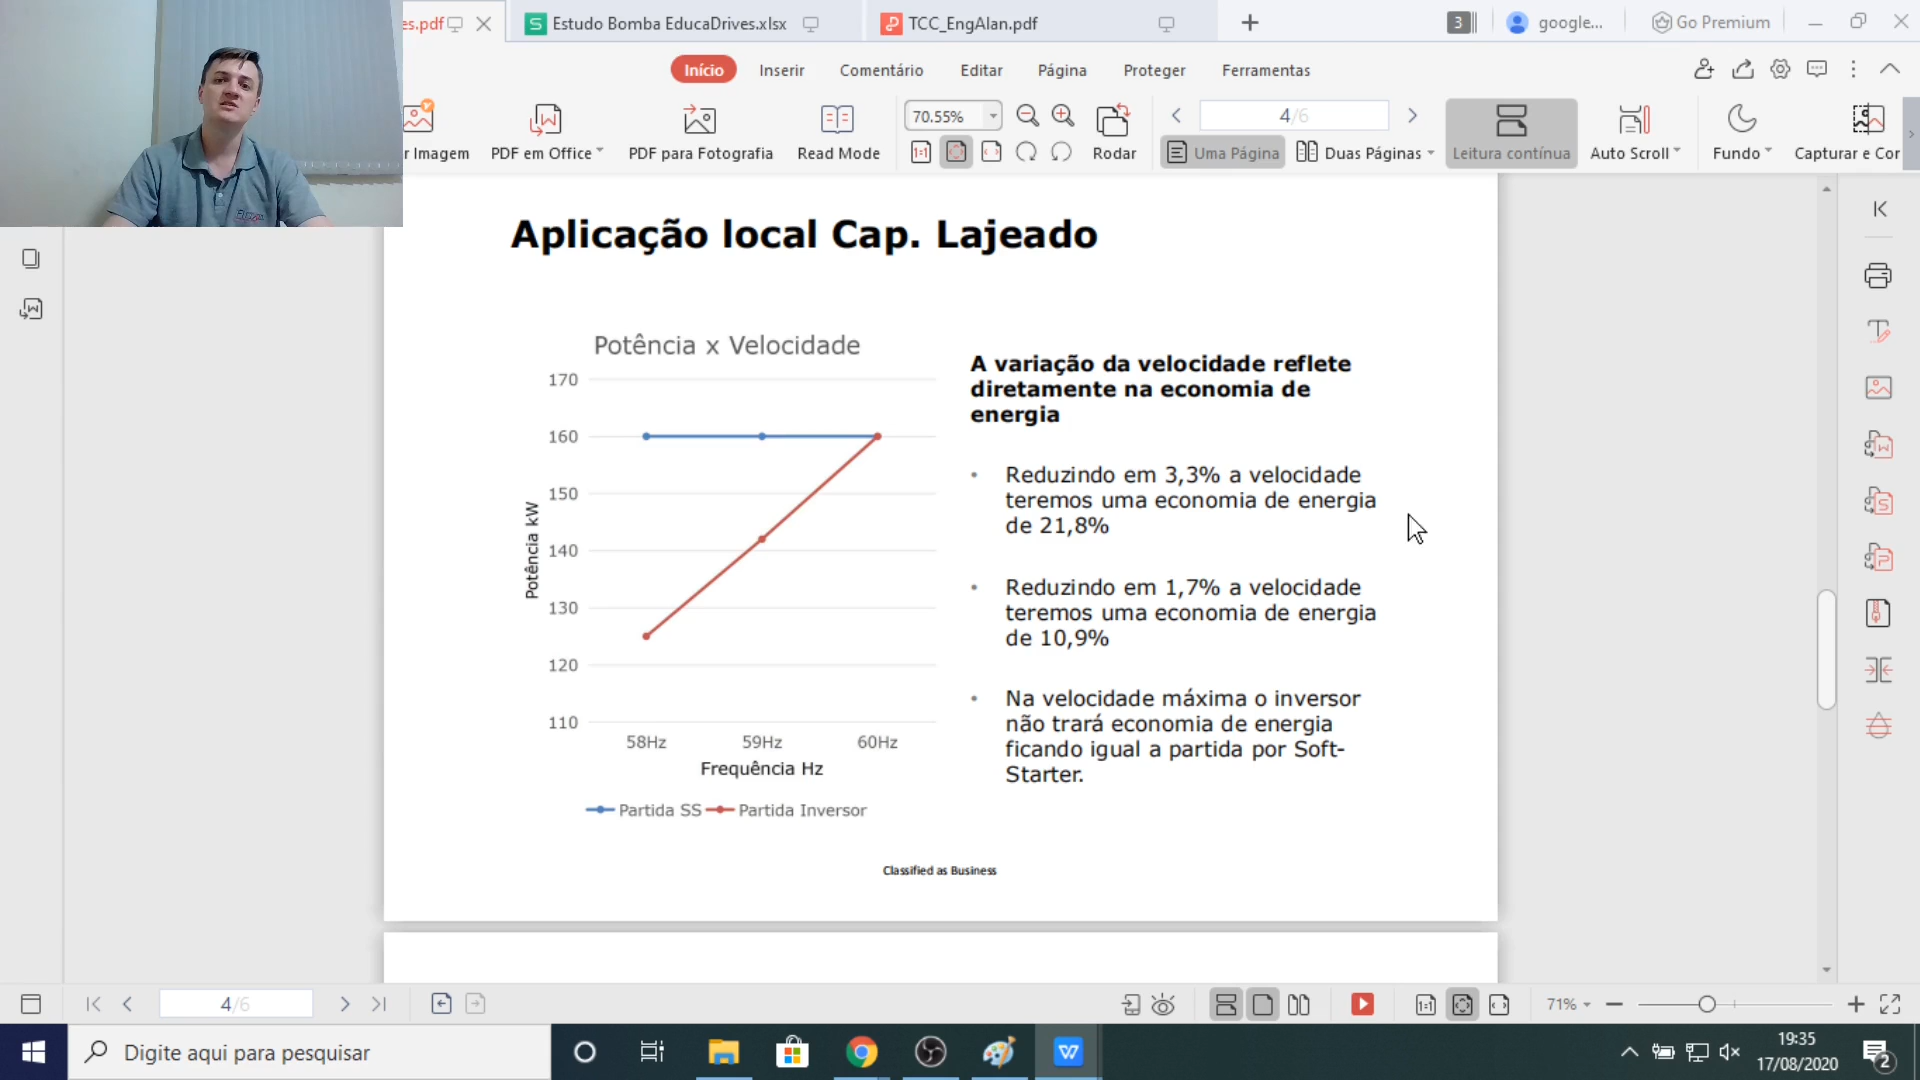 es.pdf
Estudo Bomba EducaDrives.xlsx
TCC_EngAlan.pdf
3
google...
Go Premium
Início
Inserir
Comentário
Editar
Página
Proteger
Ferramentas
r Imagem
PDF em Office
PDF para Fotografia
Read Mode
70.55%
1:1
Rodar
4/6
Uma Página
Duas Páginas
Leitura contínua
Auto Scroll
Fundo
Capturar e Cor
Aplicação local Cap. Lajeado
Potência x Velocidade
170
160
150
140
130
120
110
Potência kW
58Hz 59Hz 60Hz
Frequência Hz
Partida SS Partida Inversor
A variação da velocidade reflete
diretamente na economia de
energia
• Reduzindo em 3,3% a velocidade
teremos uma economia de energia
de 21,8%
• Reduzindo em 1,7% a velocidade
teremos uma economia de energia
de 10,9%
• Na velocidade máxima o inversor
não trará economia de energia
ficando igual a partida por Soft-
Starter.
Classified as Business
4/6
1:1
71%
Digite aqui para pesquisar
19:35
17/08/2020
2